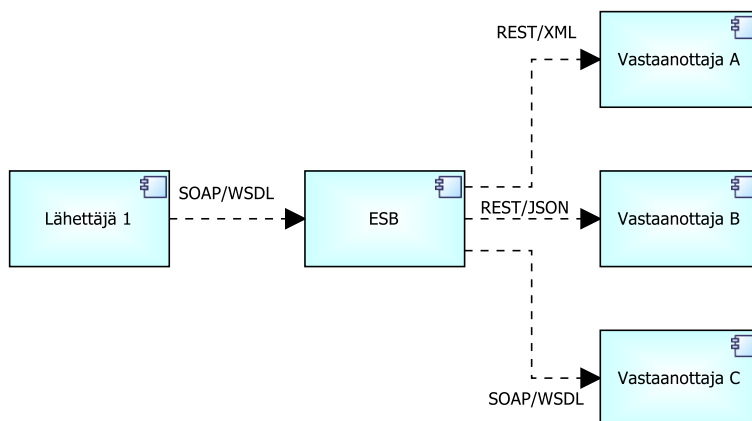 REST/XML
Vastaanottaja A
Lähettäjä 1
SOAP/WSDL
ESB
REST/JSON
Vastaanottaja B
Vastaanottaja C
SOAP/WSDL